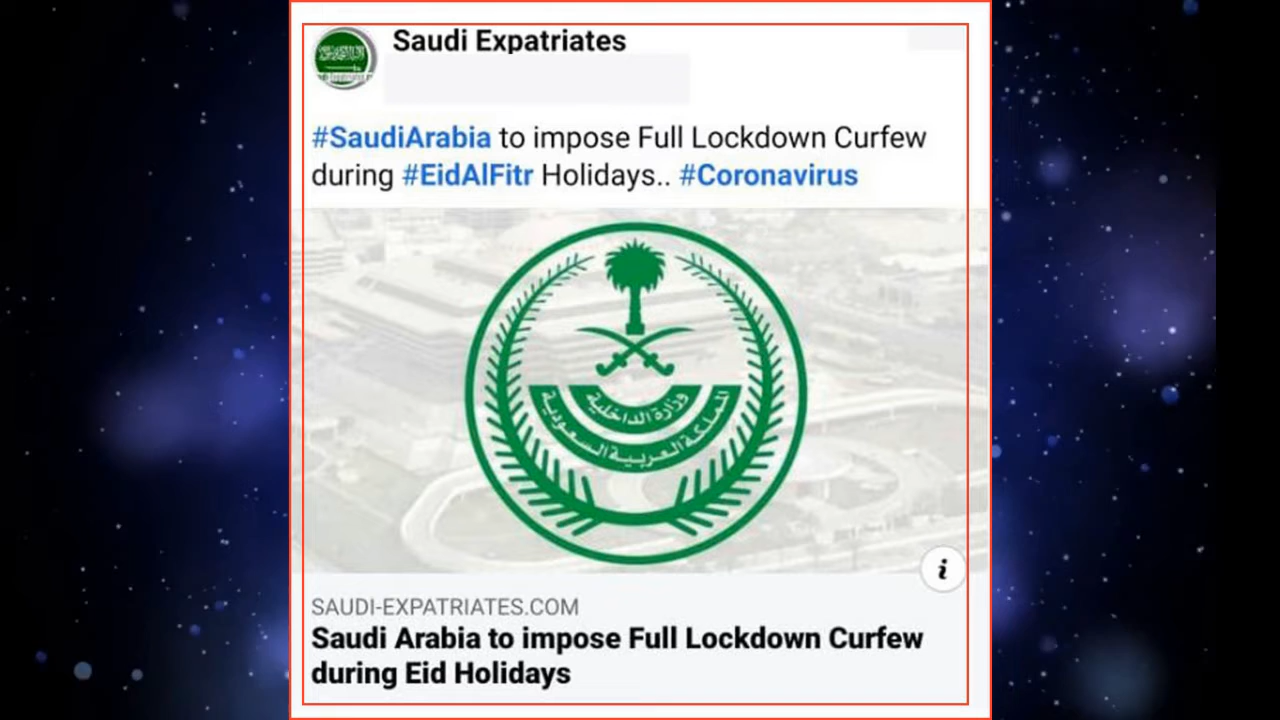 Saudi Expatriates
#SaudiArabia to impose Full Lockdown Curfew
during #EidAlFitr Holidays.. #Coronavirus
وزارة الداخلية
المملكة العربية السعودية
i
SAUDI-EXPATRIATES.COM
Saudi Arabia to impose Full Lockdown Curfew
during Eid Holidays